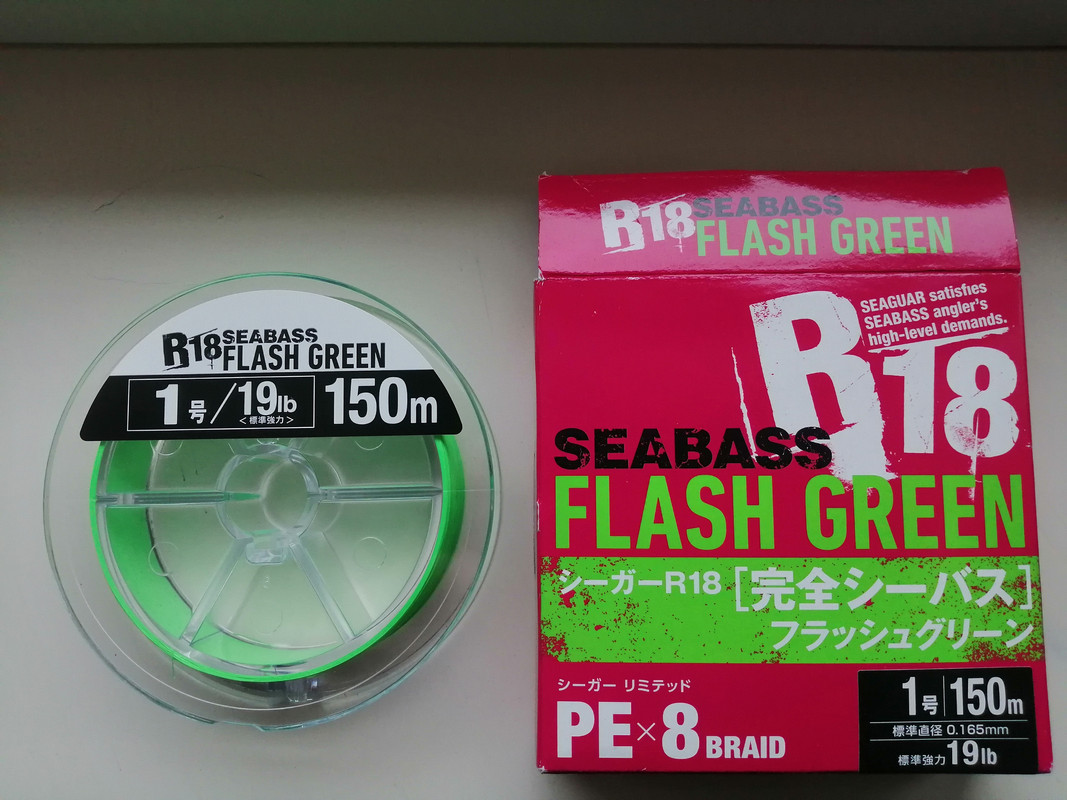 R18 SEABASS
FLASH GREEN
1号/19lb 150m
<標準強力>
R18 SEABASS
FLASH GREEN
SEAGUAR satisfies
SEABASS angler's
high-level demands.
R18
SEABASS
FLASH GREEN
シーガーR18 [完全シーバス]
フラッシュグリーン
シーガー リミテッド
PE×8 BRAID
1号 150m
標準直径 0.165mm
標準強力 19lb